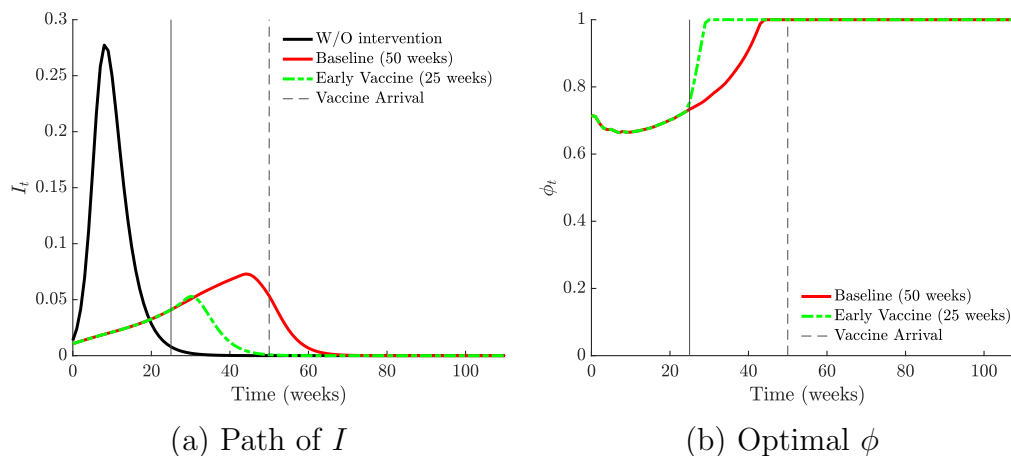 0.3
0.25
0.2
0.15
0.1
0.05
0
I_t
0 20 40 60 80 100
Time (weeks)
W/O intervention
Baseline (50 weeks)
Early Vaccine (25 weeks)
Vaccine Arrival
(a) Path of I
1
0.8
0.6
0.4
0.2
0
ϕ_t
0 20 40 60 80 100
Time (weeks)
Baseline (50 weeks)
Early Vaccine (25 weeks)
Vaccine Arrival
(b) Optimal ϕ